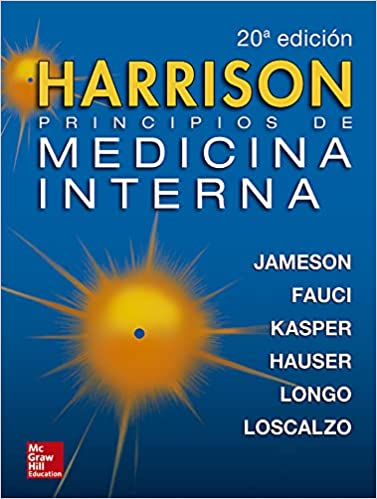 20ª edición
HARRISON
PRINCIPIOS DE
MEDICINA
INTERNA
JAMESON
FAUCI
KASPER
HAUSER
LONGO
LOSCALZO
Mc
Graw
Hill
Education